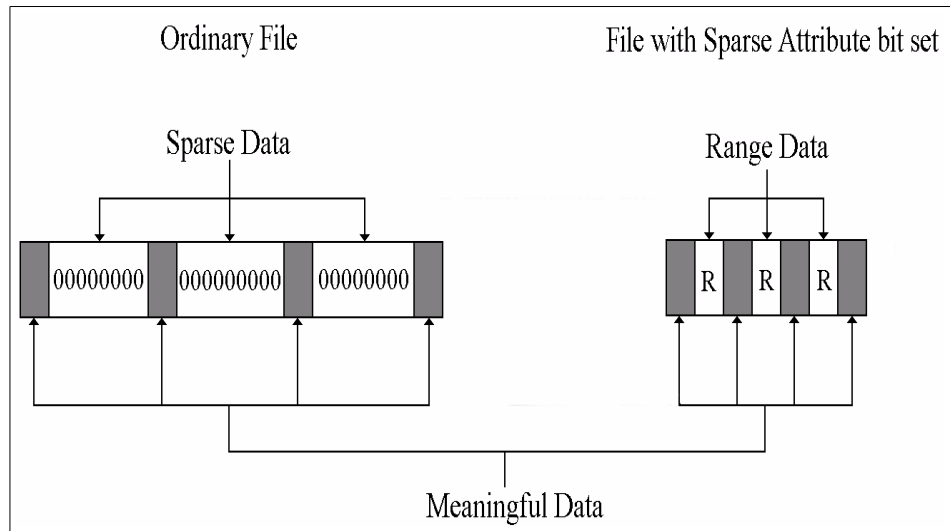 Ordinary File
File with Sparse Attribute bit set
Sparse Data
Range Data
00000000
000000000
00000000
R
R
R
Meaningful Data